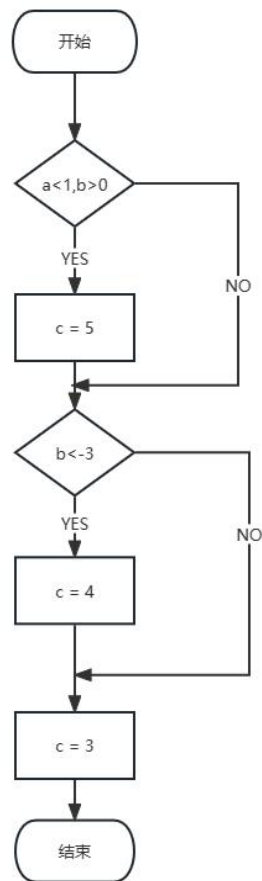 开始
a<1,b>0
YES
NO
c = 5
b<-3
YES
NO
c = 4
c = 3
结束